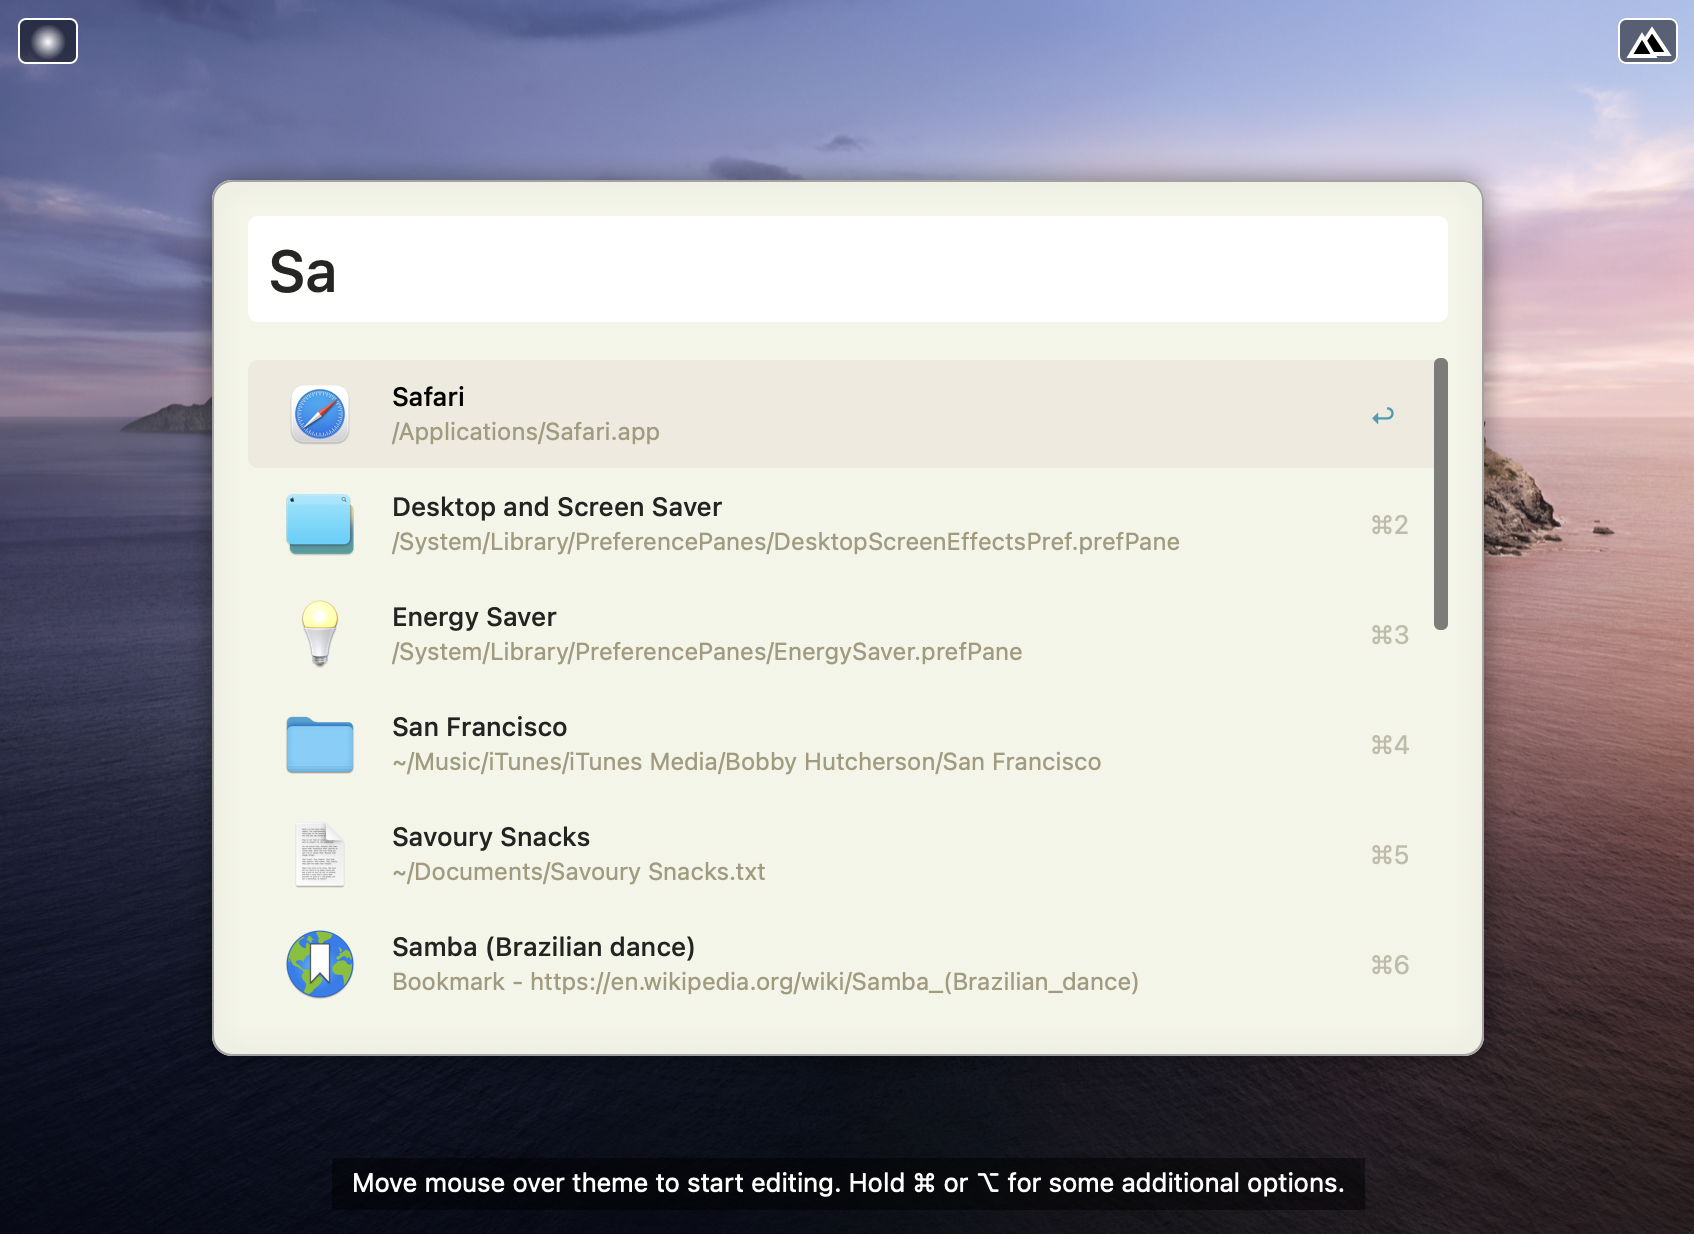 Sa
Safari
/Applications/Safari.app
↩
Desktop and Screen Saver
/System/Library/PreferencePanes/DesktopScreenEffectsPref.prefPane
⌘2
Energy Saver
/System/Library/PreferencePanes/EnergySaver.prefPane
⌘3
San Francisco
~/Music/iTunes/iTunes Media/Bobby Hutcherson/San Francisco
⌘4
Savoury Snacks
~/Documents/Savoury Snacks.txt
⌘5
Samba (Brazilian dance)
Bookmark - https://en.wikipedia.org/wiki/Samba_(Brazilian_dance)
⌘6
Move mouse over theme to start editing. Hold ⌘ or ⌥ for some additional options.